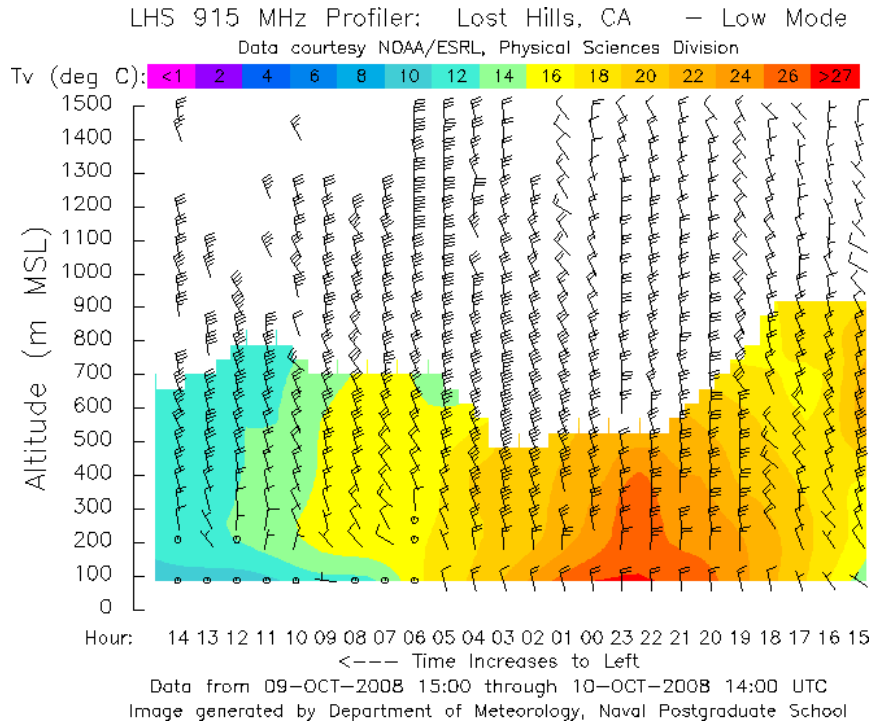 LHS 915 MHz Profiler: Lost Hills, CA – Low Mode
Data courtesy NOAA/ESRL, Physical Sciences Division
Tv (deg C): <1 2 4 6 8 10 12 14 16 18 20 22 24 26 >27
1500
1400
1300
1200
1100
1000
900
800
700
600
500
400
300
200
100
0
Altitude (m MSL)
Hour: 14 13 12 11 10 09 08 07 06 05 04 03 02 01 00 23 22 21 20 19 18 17 16 15
<--- Time Increases to Left
Data from 09-OCT-2008 15:00 through 10-OCT-2008 14:00 UTC
Image generated by Department of Meteorology, Naval Postgraduate School